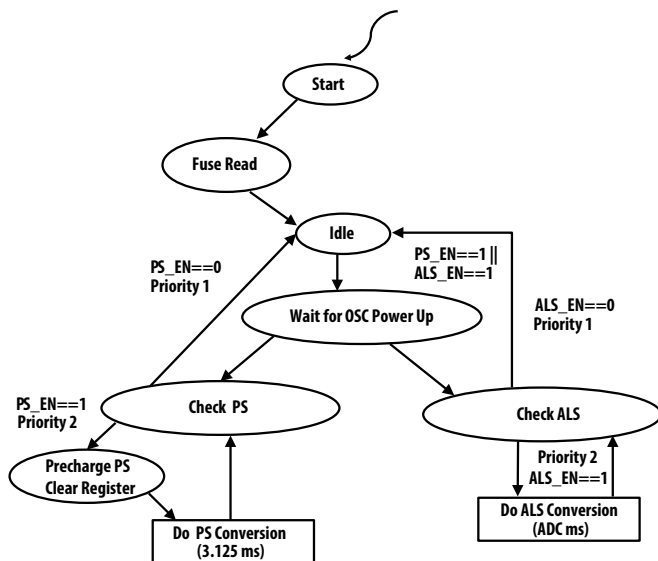 Start
Fuse Read
Idle
PS_EN==0
Priority 1
PS_EN==1 ||
ALS_EN==1
Wait for OSC Power Up
ALS_EN==0
Priority 1
PS_EN==1
Priority 2
Check PS
Check ALS
Precharge PS
Clear Register
Priority 2
ALS_EN==1
Do PS Conversion
(3.125 ms)
Do ALS Conversion
(ADC ms)